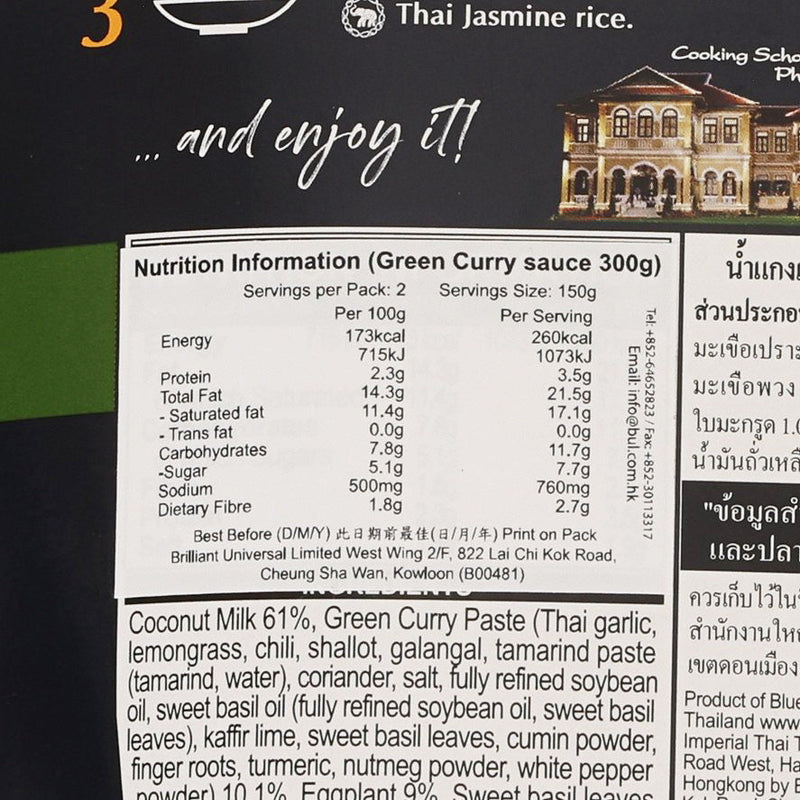 3
Thai Jasmine rice.
Cooking
... and enjoy it!
Nutrition Information (Green Curry sauce 300g)
Servings per Pack: 2 Servings Size: 150g
Per 100g Per Serving
Energy 173kcal 260kcal
715kJ 1073kJ
Protein 2.3g 3.5g
Total Fat 14.3g 21.5g
- Saturated fat 11.4g 17.1g
- Trans fat 0.0g 0.0g
Carbohydrates 7.8g 11.7g
-Sugar 5.1g 7.7g
Sodium 500mg 760mg
Dietary Fibre 1.8g 2.7g
Tel: +852-64652823 / Fax: +852-30113317
Email: info@bul.com.hk
Best Before (D/M/Y) 此日期前最佳(日/月/年) Print on Pack
Brilliant Universal Limited West Wing 2/F, 822 Lai Chi Kok Road,
Cheung Sha Wan, Kowloon (B00481)
Coconut Milk 61%, Green Curry Paste (Thai garlic,
lemongrass, chili, shallot, galangal, tamarind paste
(tamarind, water), coriander, salt, fully refined soybean
oil, sweet basil oil (fully refined soybean oil, sweet basil
leaves), kaffir lime, sweet basil leaves, cumin powder,
finger roots, turmeric, nutmeg powder, white pepper
powder) 10.1%, Eggplant 9%, Sweet Basil leaves
น้ำแกง
ส่วนประกอ
มะเขือเปรา
มะเขือพวง
ใบมะกรูด 1.0
น้ำมันถั่วเหล
"ข้อมูลสำ
และปลา
ควรเก็บไว้ใน
สำนักงานให
เขตดอนเมือง
Product of Blue
Thailand www
Imperial Thai T
Road West, Ha
Hongkong by B